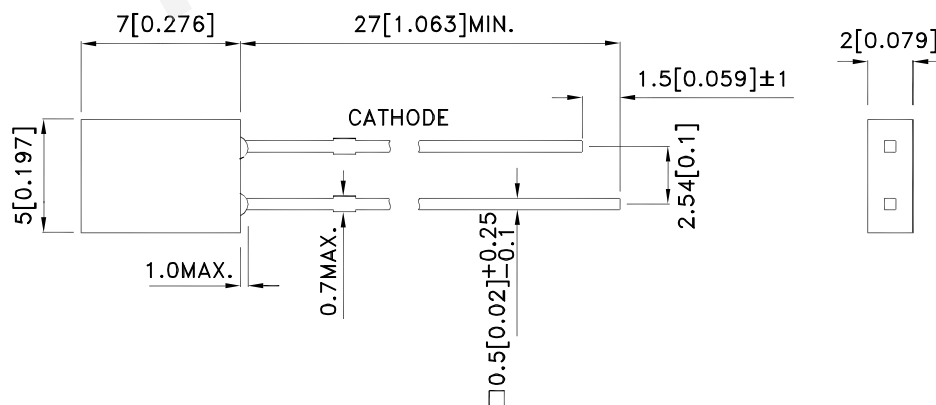 7[0.276]
27[1.063]MIN.
2[0.079]
1.5[0.059]±1
CATHODE
5[0.197]
2.54[0.1]
1.0MAX.
0.7MAX.
□0.5[0.02]+0.25
-0.1